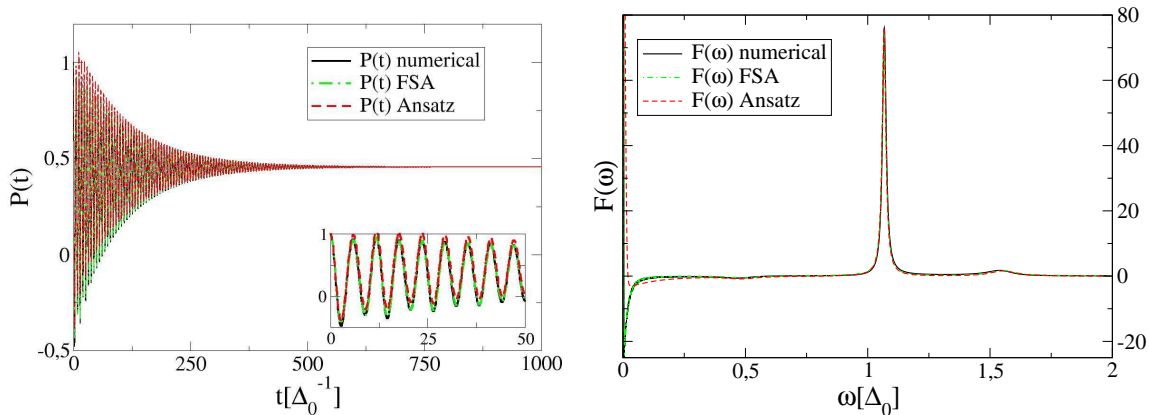 1
0,5
0
-0,5
P(t)
P(t) numerical
P(t) FSA
P(t) Ansatz
1
0
0 25 50
0 250 500 750 1000
t[Δ₀⁻¹]
80
60
40
20
0
-20
F(ω)
F(ω) numerical
F(ω) FSA
F(ω) Ansatz
0 0,5 1 1,5 2
ω[Δ₀]